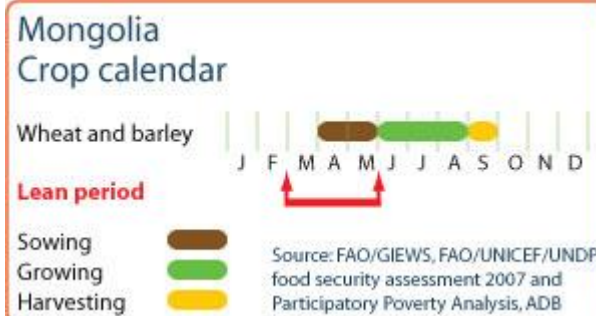 Mongolia
Crop calendar
Wheat and barley
J F M A M J J A S O N D
Lean period
Sowing
Growing
Harvesting
Source: FAO/GIEWS, FAO/UNICEF/UNDP
food security assessment 2007 and
Participatory Poverty Analysis, ADB